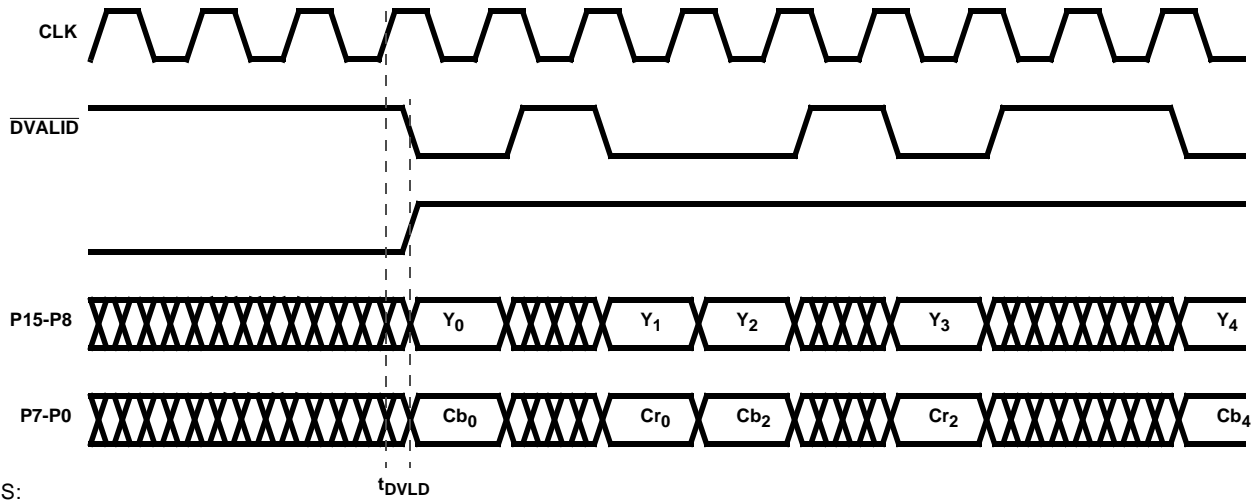 CLK
DVALID
P15-P8 Y0 Y1 Y2 Y3 Y4
P7-P0 Cb0 Cr0 Cb2 Cr2 Cb4
tDVLD
S: